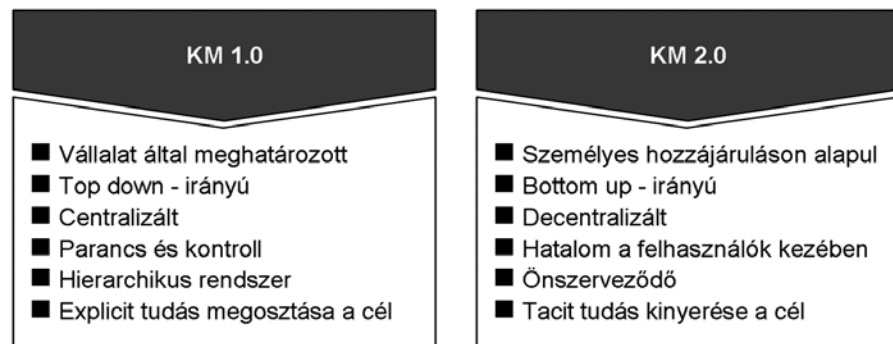 KM 1.0
■ Vállalat által meghatározott
■ Top down - irányú
■ Centralizált
■ Parancs és kontroll
■ Hierarchikus rendszer
■ Explicit tudás megosztása a cél
KM 2.0
■ Személyes hozzájáruláson alapul
■ Bottom up - irányú
■ Decentralizált
■ Hatalom a felhasználók kezében
■ Önszerveződő
■ Tacit tudás kinyerése a cél